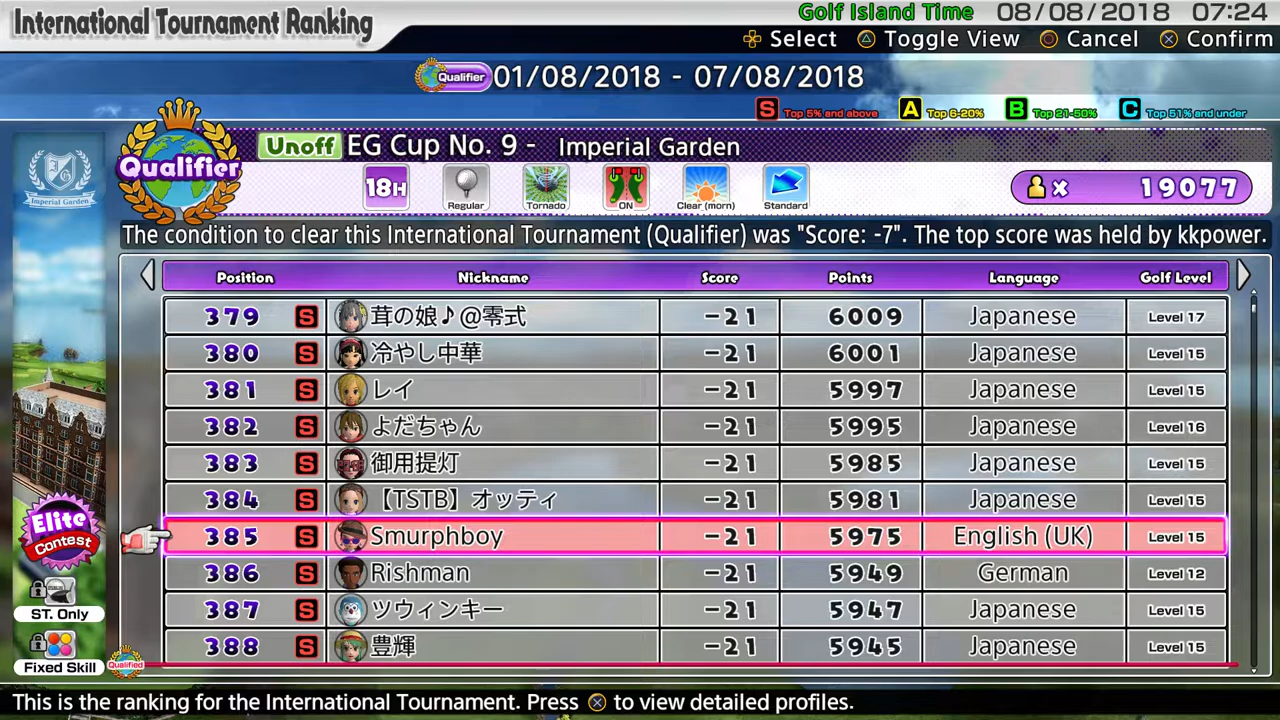 International Tournament Ranking
Golf Island Time 08/08/2018 07:24
Select Toggle View Cancel Confirm
Qualifier 01/08/2018 - 07/08/2018
S Top 5% and above A Top 6-20% B Top 21-50% C Top 51% and under
Qualifier
Unoff EG Cup No. 9 - Imperial Garden
Imperial Garden
18H Regular Tornado ON Clear (morn) Standard
x 19077
The condition to clear this International Tournament (Qualifier) was "Score: -7". The top score was held by kkpower.
Position Nickname Score Points Language Golf Level
379 S 茸の娘♪@零式 -21 6009 Japanese Level 17
380 S 冷やし中華 -21 6001 Japanese Level 15
381 S レイ -21 5997 Japanese Level 15
382 S よだちゃん -21 5995 Japanese Level 16
383 S 御用提灯 -21 5985 Japanese Level 15
384 S 【TSTB】オッティ -21 5981 Japanese Level 15
385 S Smurphboy -21 5975 English (UK) Level 15
386 S Rishman -21 5949 German Level 12
387 S ツウィンキー -21 5947 Japanese Level 15
388 S 豊輝 -21 5945 Japanese Level 15
Elite
Contest
ST. Only
Fixed Skill
Qualified
This is the ranking for the International Tournament. Press to view detailed profiles.